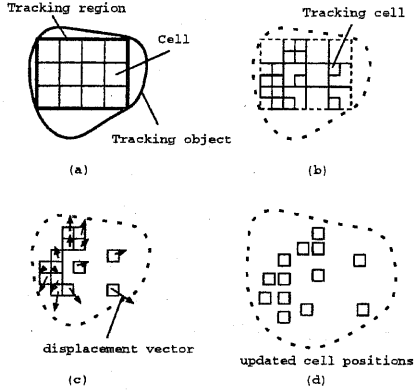 Tracking region
Cell
Tracking object
(a)
Tracking cell
(b)
displacement vector
(c)
updated cell positions
(d)